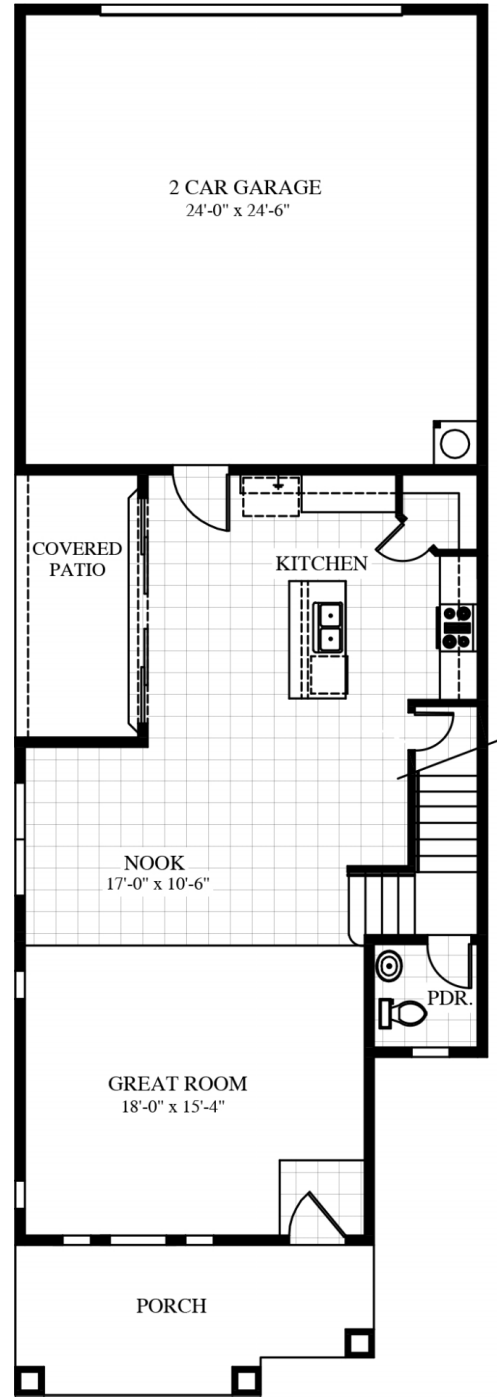 2 CAR GARAGE
24'-0" x 24'-6"
COVERED
PATIO
KITCHEN
NOOK
17'-0" x 10'-6"
PDR.
GREAT ROOM
18'-0" x 15'-4"
PORCH